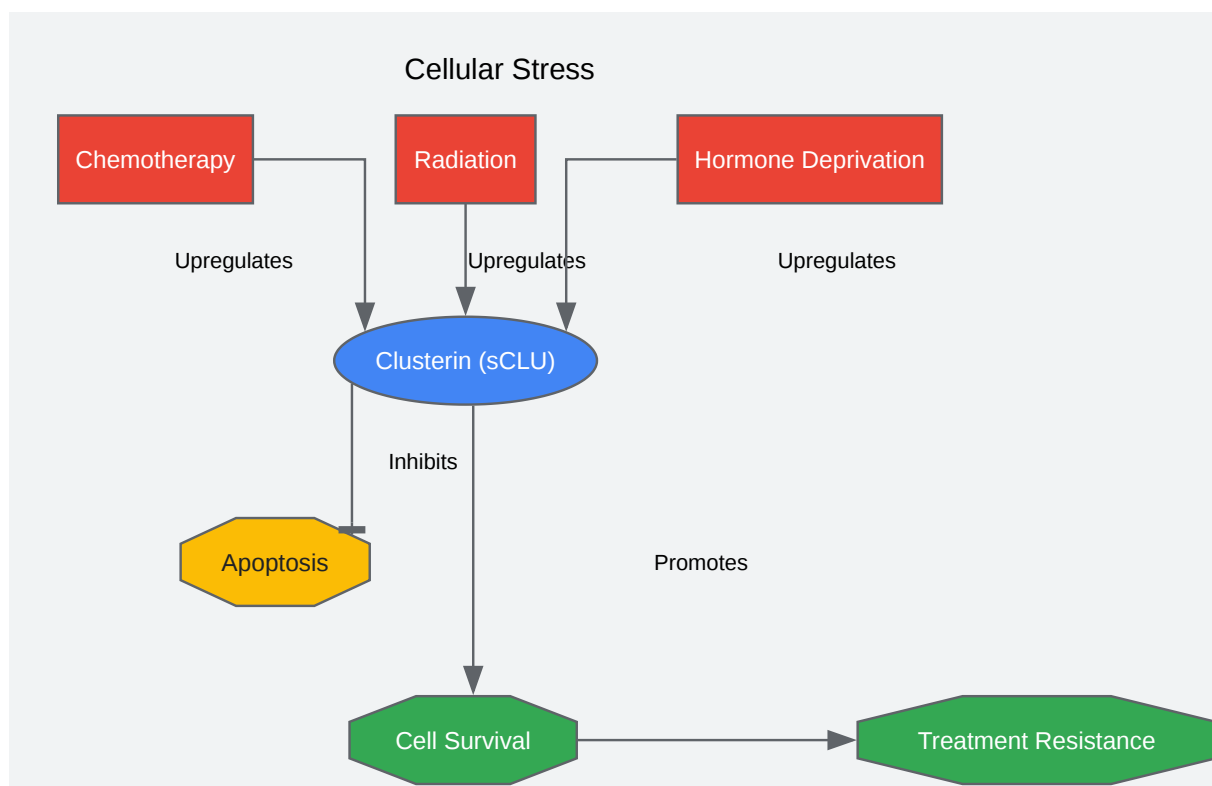 Cellular Stress
Chemotherapy
Radiation
Hormone Deprivation
Upregulates
Upregulates
Upregulates
Clusterin (sCLU)
Inhibits
Apoptosis
Promotes
Cell Survival
Treatment Resistance